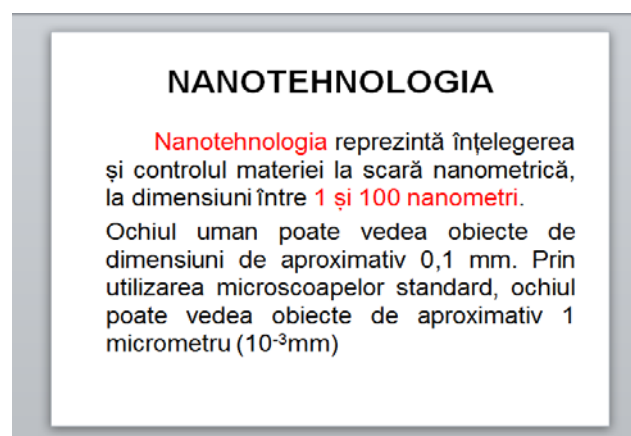 NANOTEHNOLOGIA
Nanotehnologia reprezintă înțelegerea
și controlul materiei la scară nanometrică,
la dimensiuni între 1 și 100 nanometri.
Ochiul uman poate vedea obiecte de
dimensiuni de aproximativ 0,1 mm. Prin
utilizarea microscoapelor standard, ochiul
poate vedea obiecte de aproximativ 1
micrometru (10⁻³mm)